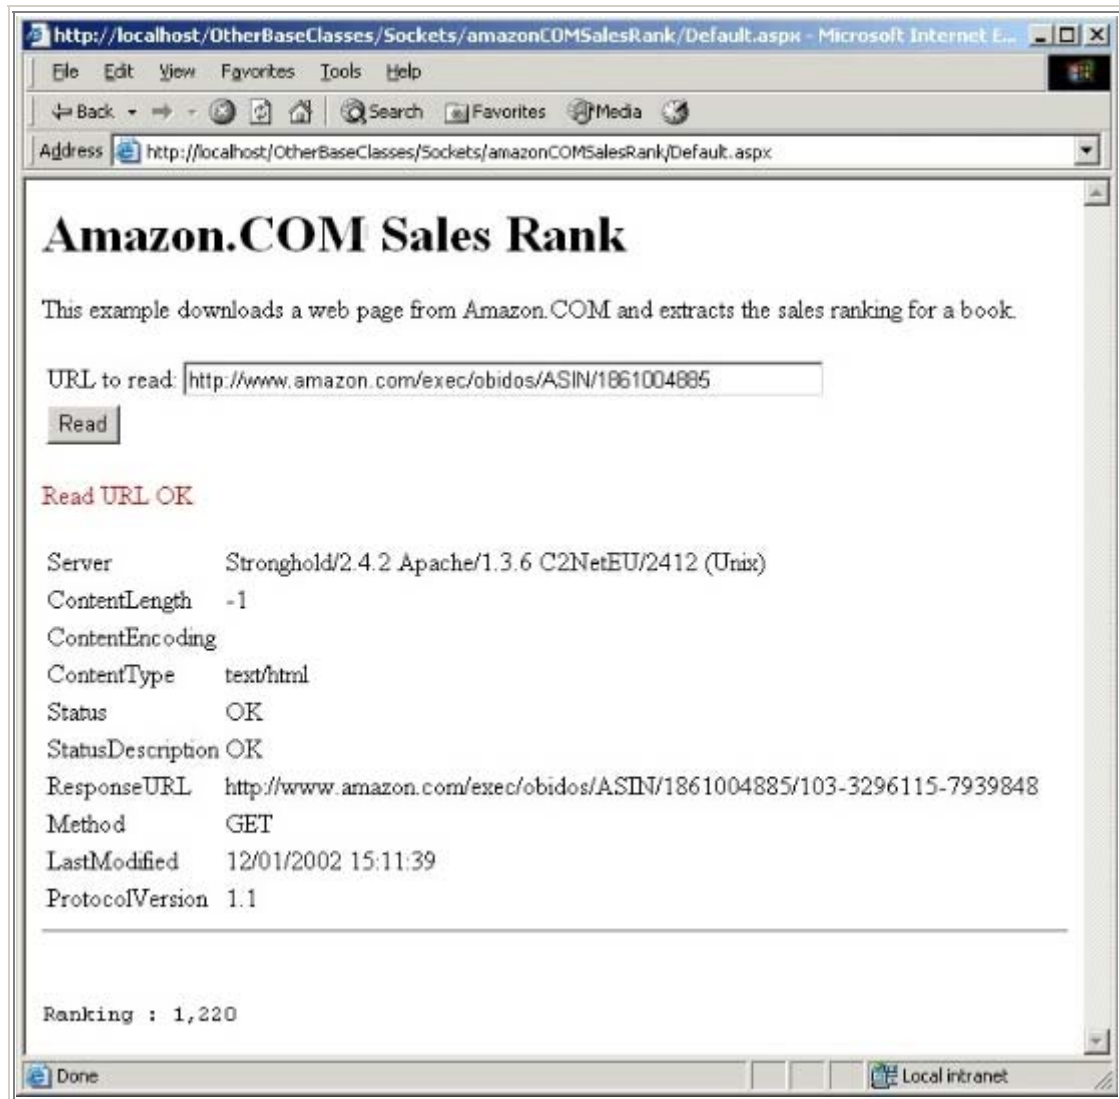 http://localhost/OtherBaseClasses/Sockets/amazonCOMSalesRank/Default.aspx - Microsoft Internet E...
File Edit View Favorites Tools Help
Back Search Favorites Media
Address http://localhost/OtherBaseClasses/Sockets/amazonCOMSalesRank/Default.aspx
Amazon.COM Sales Rank
This example downloads a web page from Amazon.COM and extracts the sales ranking for a book.
URL to read: http://www.amazon.com/exec/obidos/ASIN/1861004885
Read
Read URL OK
Server Stronghold/2.4.2 Apache/1.3.6 C2NetEU/2412 (Unix)
ContentLength -1
ContentEncoding
ContentType text/html
Status OK
StatusDescription OK
ResponseURL http://www.amazon.com/exec/obidos/ASIN/1861004885/103-3296115-7939848
Method GET
LastModified 12/01/2002 15:11:39
ProtocolVersion 1.1
Ranking : 1,220
Done Local intranet